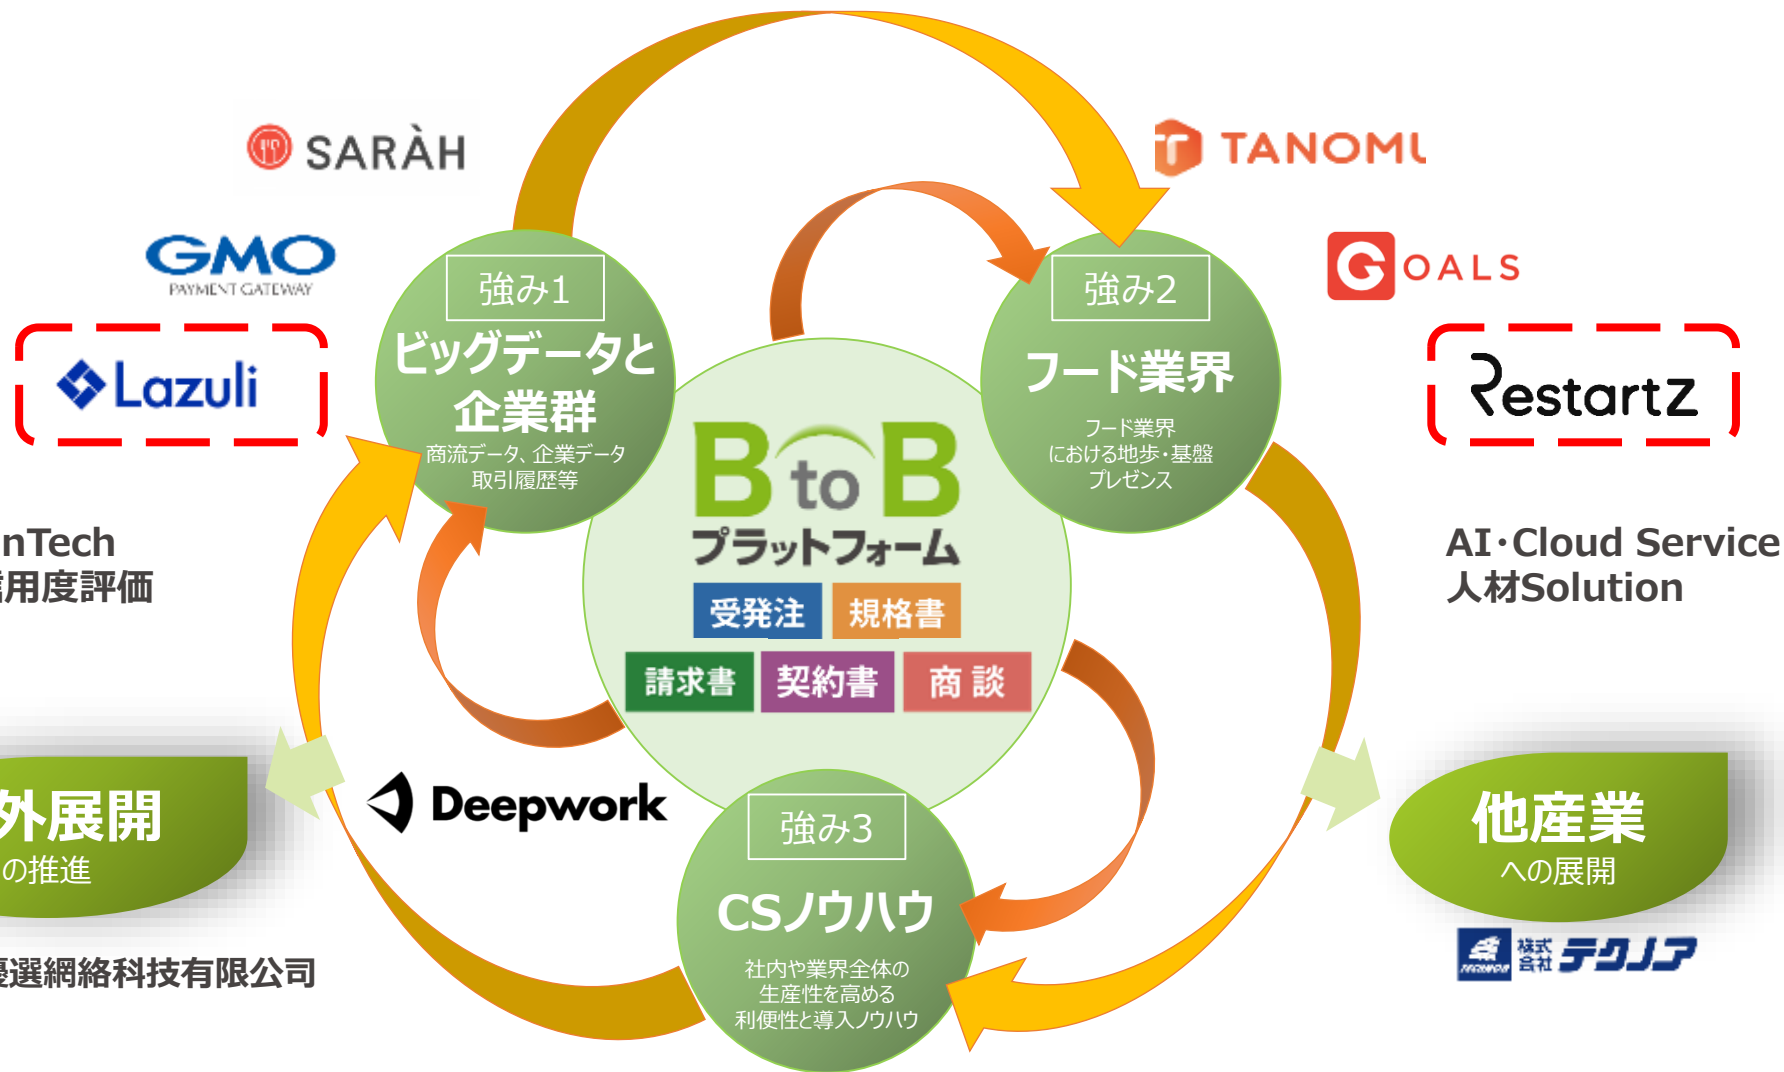 SARÀH
TANOMU
GMO
PAYMENT GATEWAY
GOALS
Lazuli
RestartZ
強み1
ビッグデータと
企業群
商流データ、企業データ
取引履歴等
強み2
フード業界
フード業界
における地歩・基盤
プレゼンス
BtoB
プラットフォーム
受発注
規格書
請求書
契約書
商談
nTech
用度評価
AI・Cloud Service
人材Solution
外展開
の推進
Deepwork
強み3
CSノウハウ
社内や業界全体の
生産性を高める
利便性と導入ノウハウ
他産業
への展開
優選網絡科技有限公司
TECHNOA
株式会社テクノア